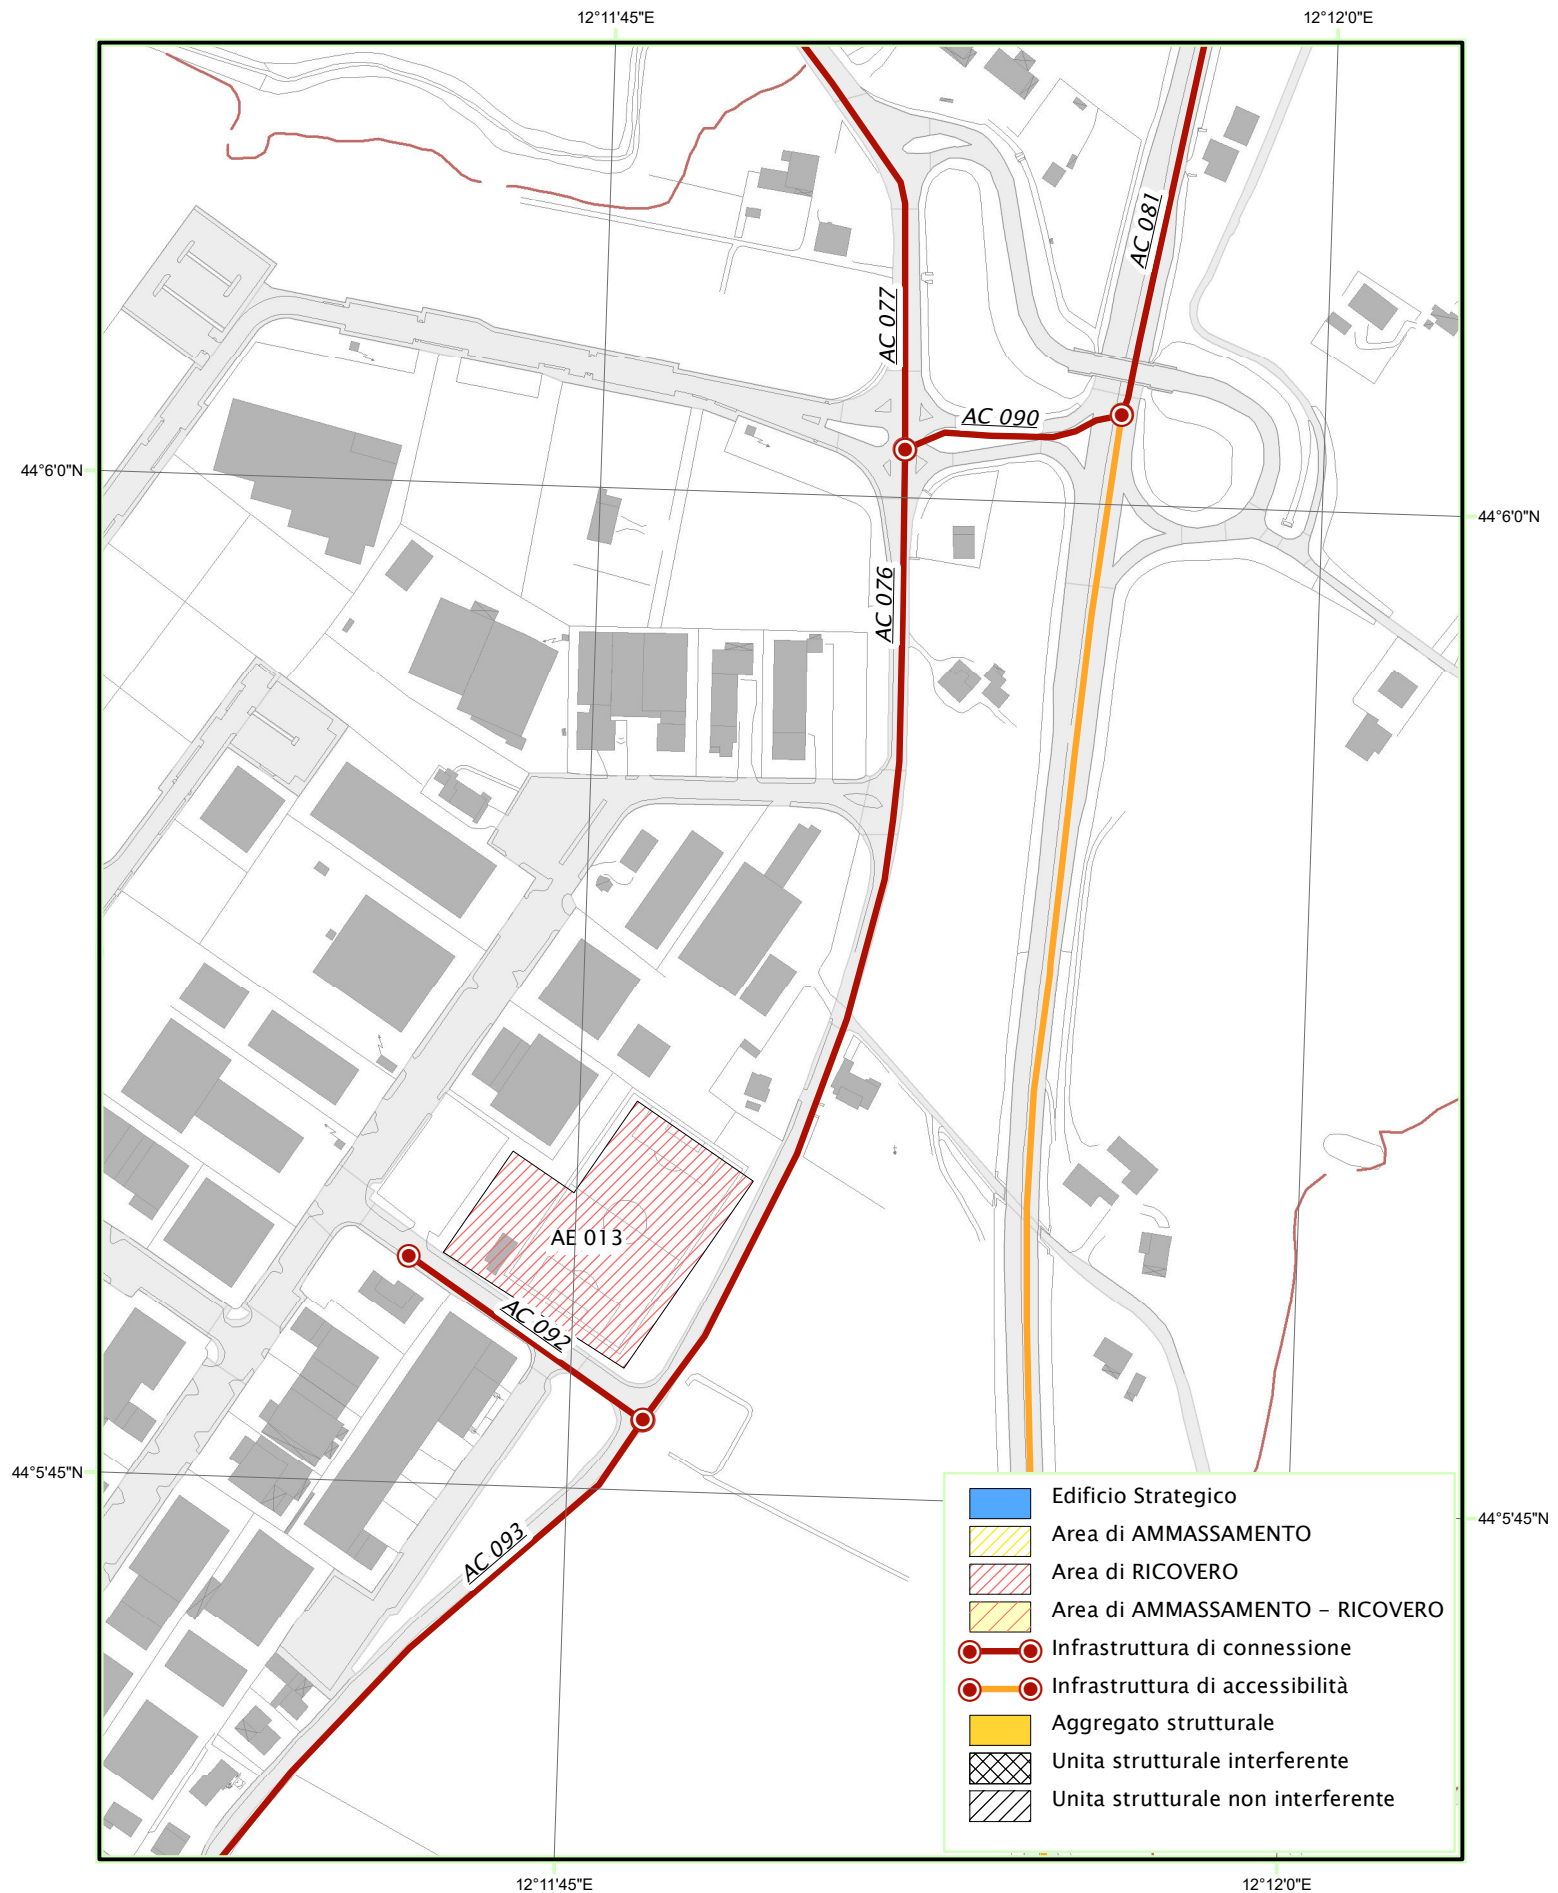 12°11'45"E
12°12'0"E
AC 081
AC 077
AC 090
44°6'0"N
44°6'0"N
AC 076
AE 013
AC 092
44°5'45"N
44°5'45"N
AC 093
Edificio Strategico
Area di AMMASSAMENTO
Area di RICOVERO
Area di AMMASSAMENTO - RICOVERO
Infrastruttura di connessione
Infrastruttura di accessibilità
Aggregato strutturale
Unita strutturale interferente
Unita strutturale non interferente
12°11'45"E
12°12'0"E